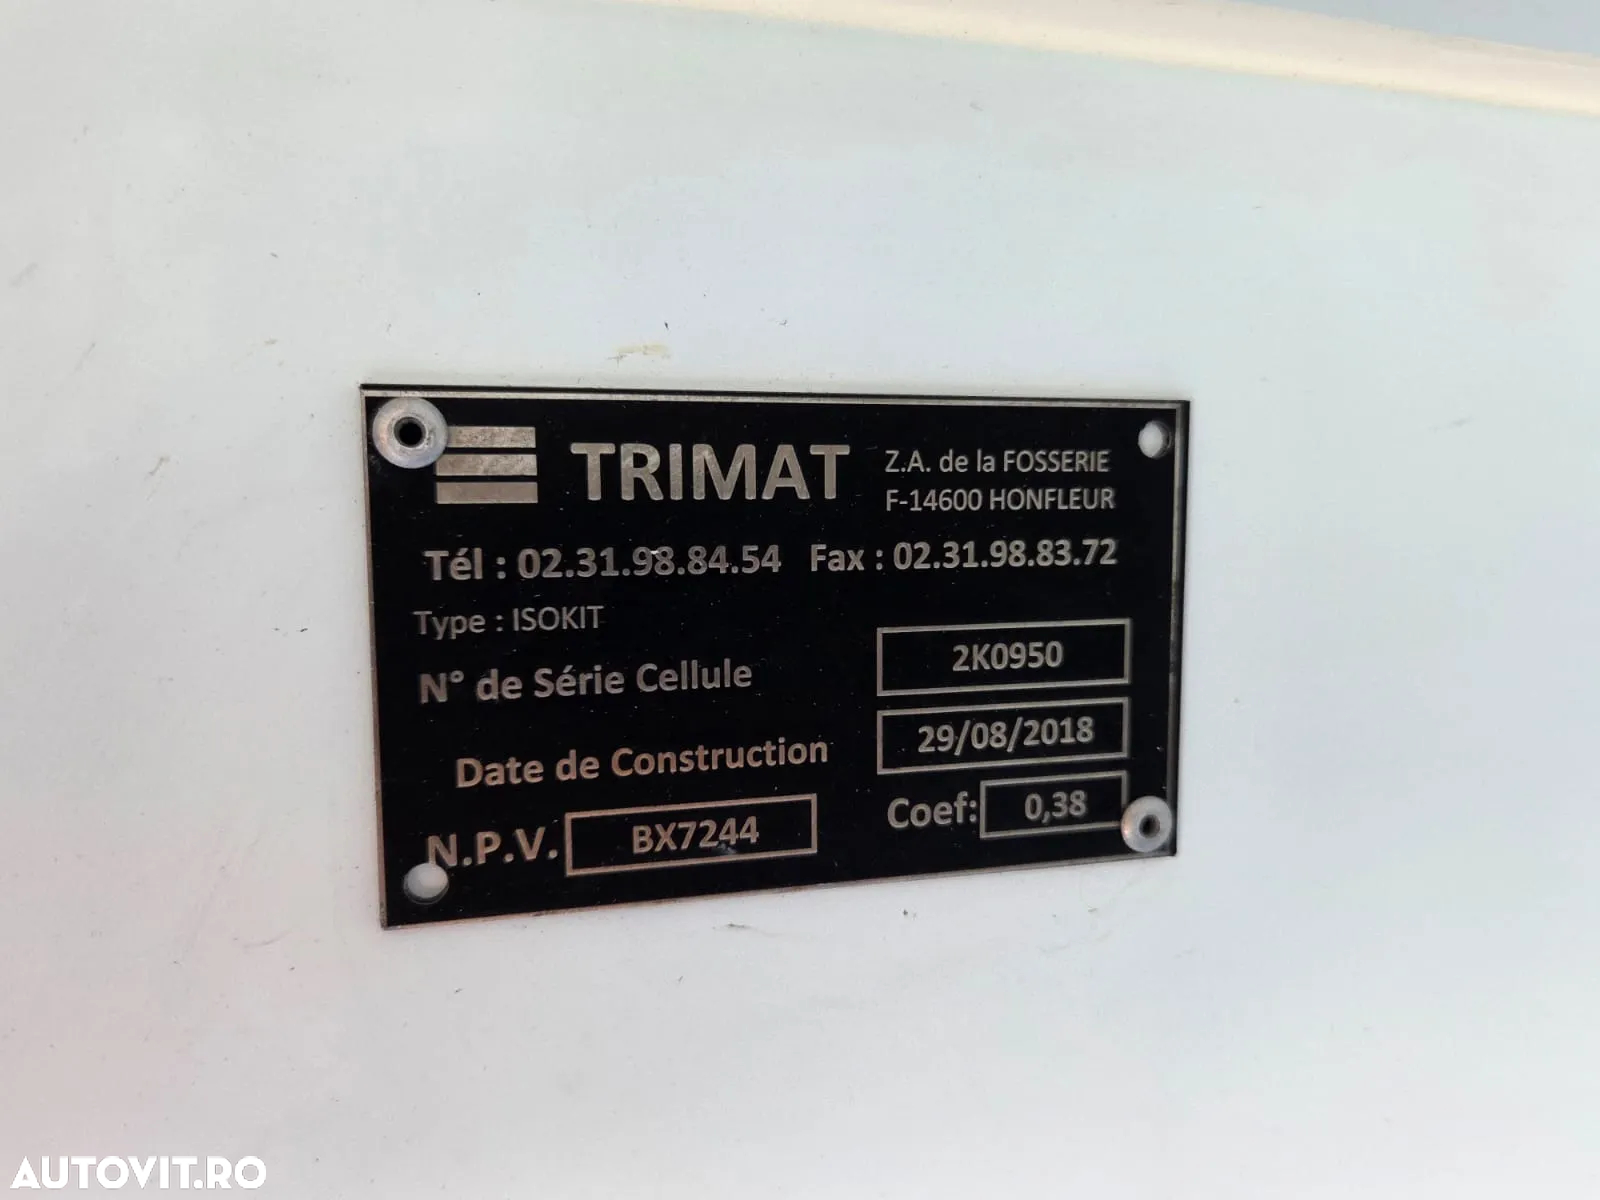 TRIMAT
Z.A. de la FOSSERIE
F-14600 HONFLEUR
Tél : 02.31.98.84.54 Fax : 02.31.98.83.72
Type : ISOKIT
N° de Série Cellule 2K0950
Date de Construction 29/08/2018
N.P.V. BX7244 Coef: 0,38
AUTOVIT.RO